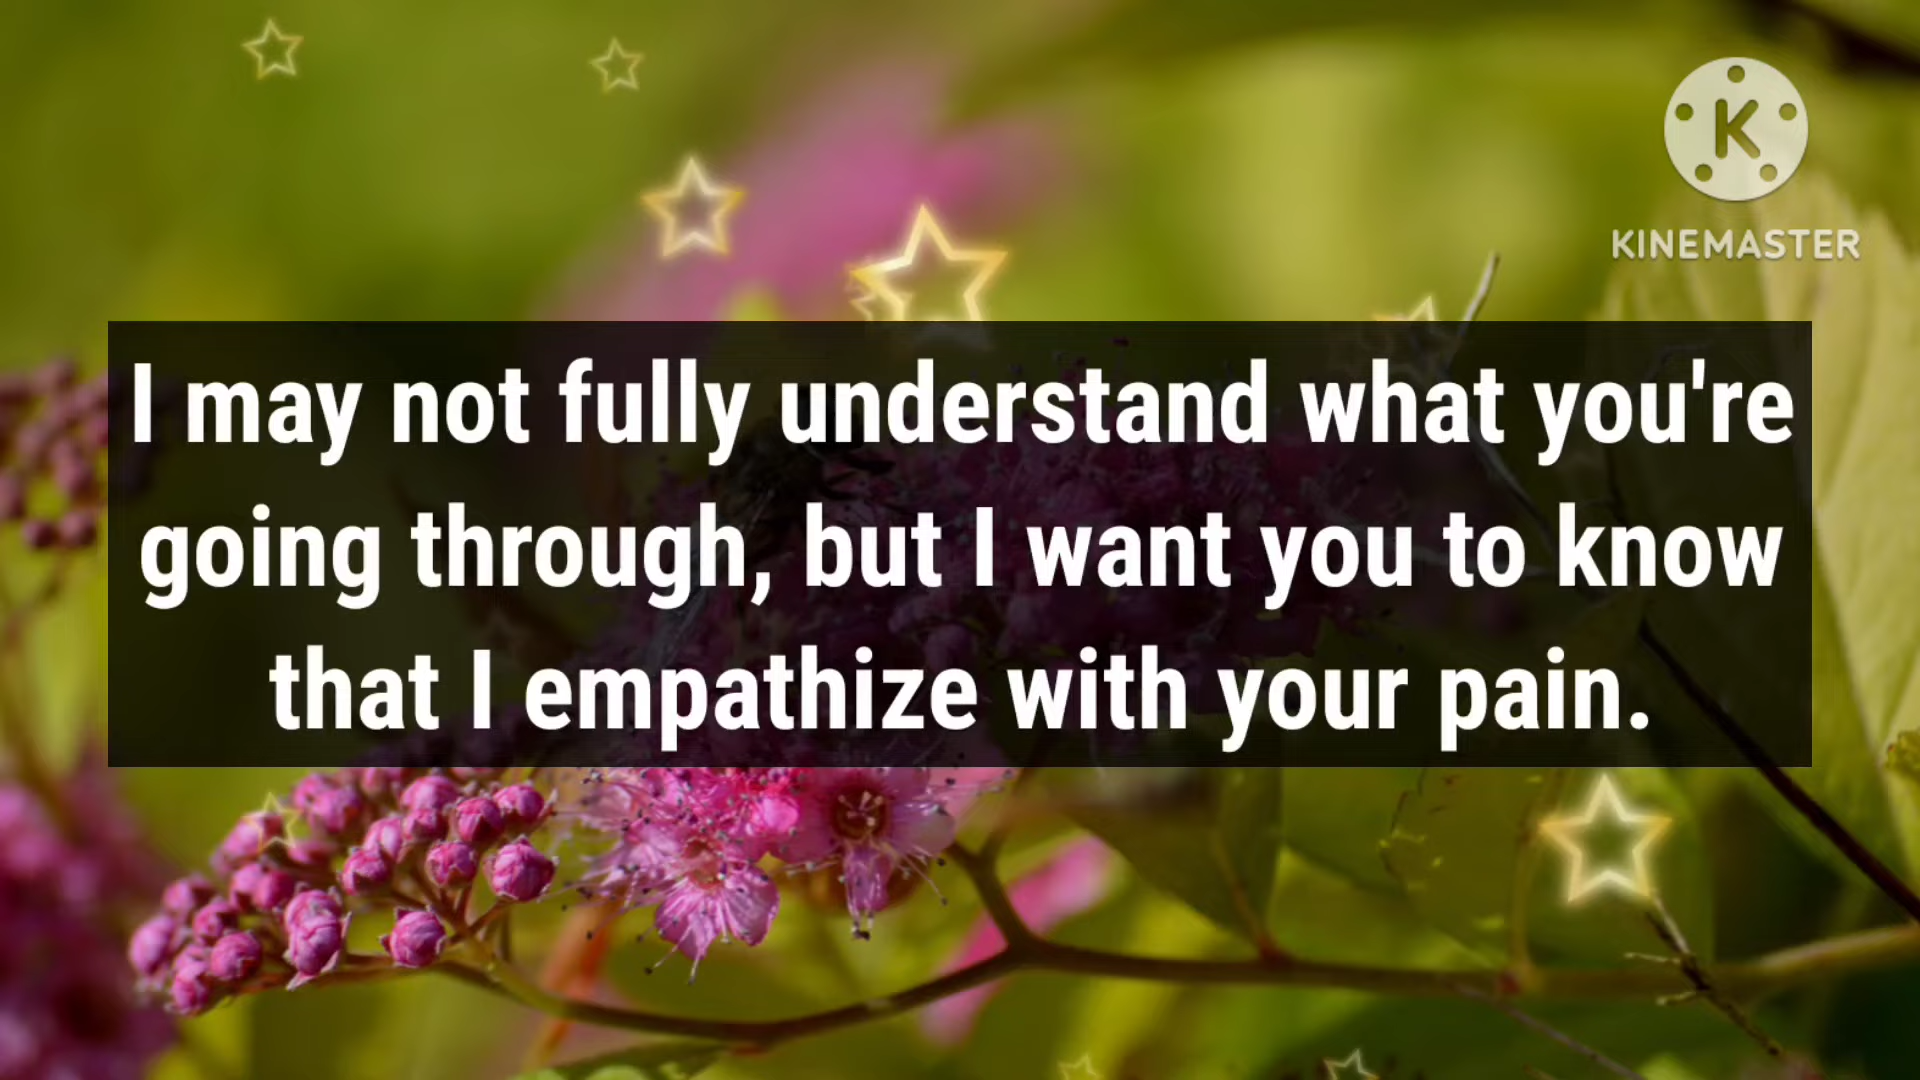 K
KINEMASTER
I may not fully understand what you're
going through, but I want you to know
that I empathize with your pain.